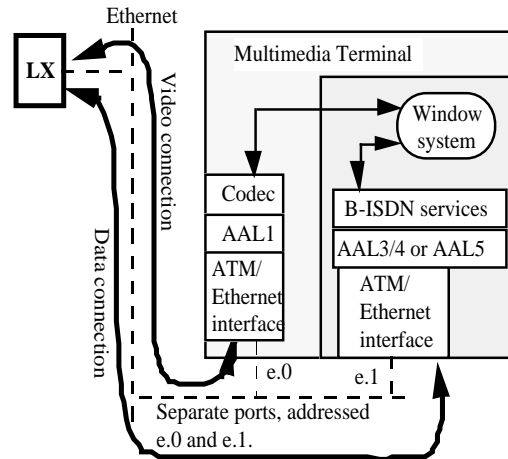 Ethernet
LX
Multimedia Terminal
Video connection
Window
system
Codec
B-ISDN services
AAL1
AAL3/4 or AAL5
ATM/
Ethernet
interface
ATM/
Ethernet
interface
Data connection
e.0
e.1
Separate ports, addressed
e.0 and e.1.